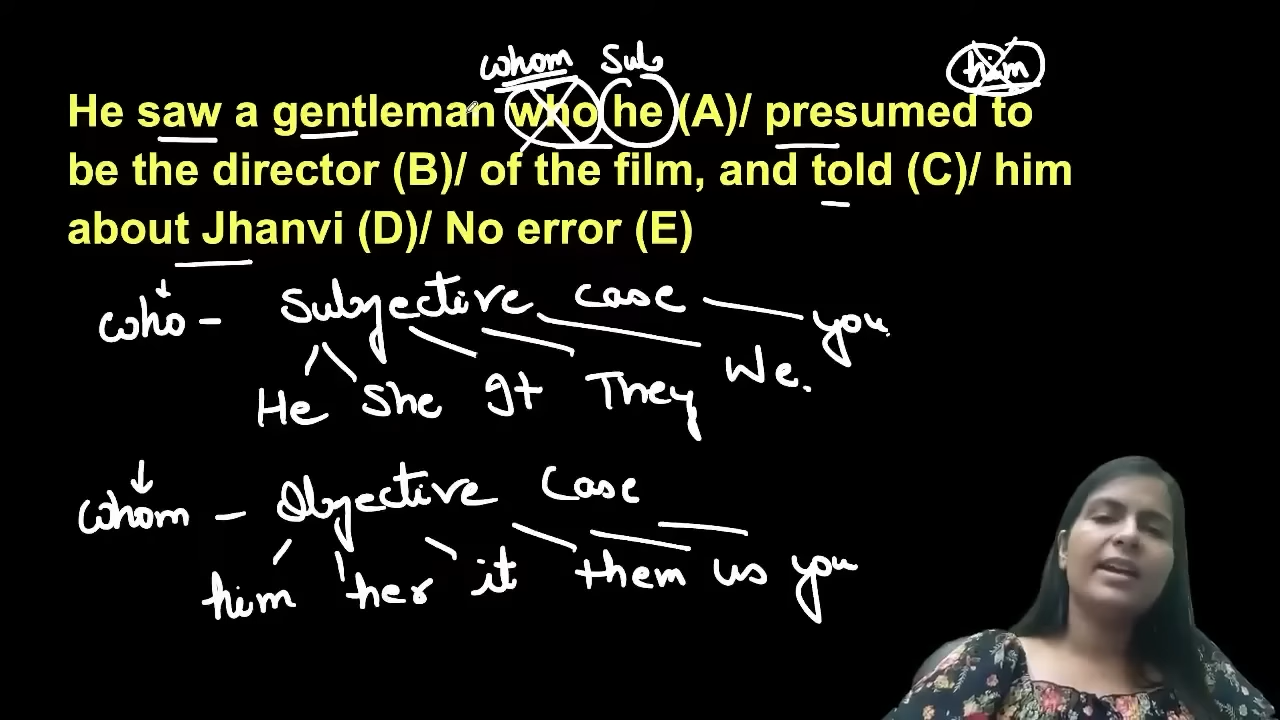 whom Sub him
He saw a gentleman who he (A)/ presumed to
be the director (B)/ of the film, and told (C)/ him
about Jhanvi (D)/ No error (E)
who - Subjective case you
He She It They We.
whom - Objective Case
him her it them us you